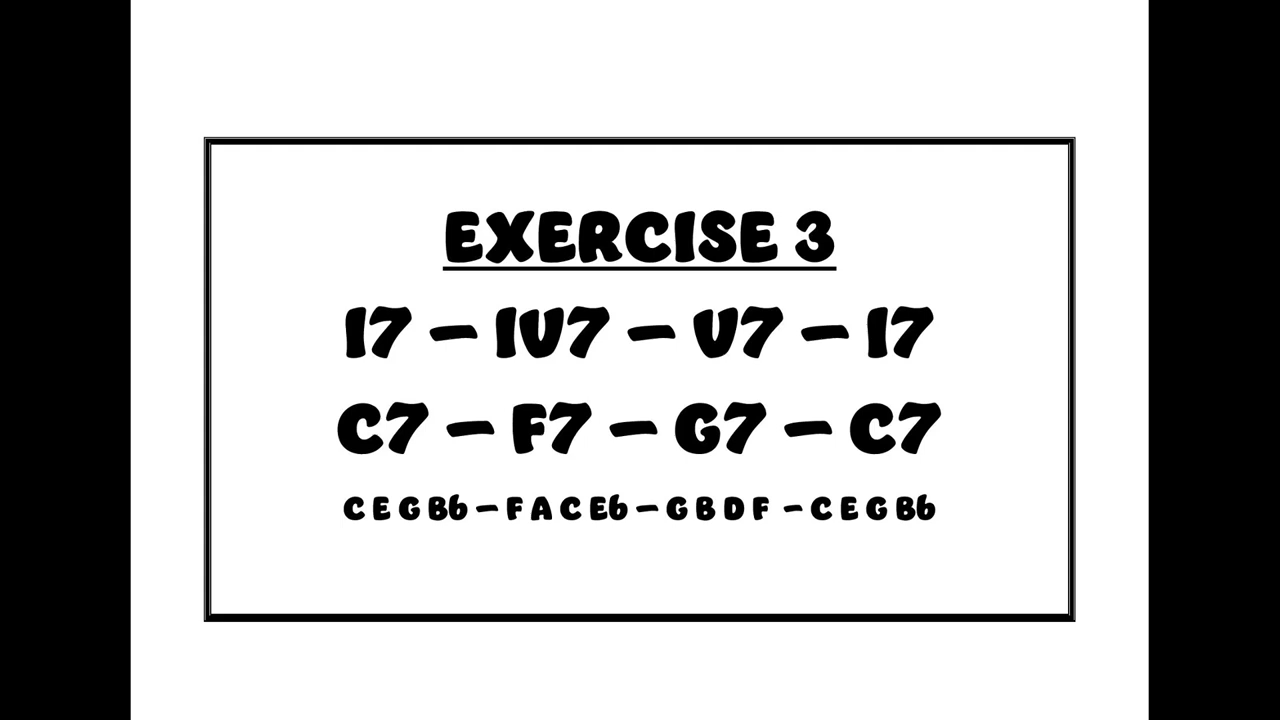 EXERCISE 3
I7 – IV7 – V7 – I7
C7 – F7 – G7 – C7
C E G Bb – F A C Eb – G B D F – C E G Bb